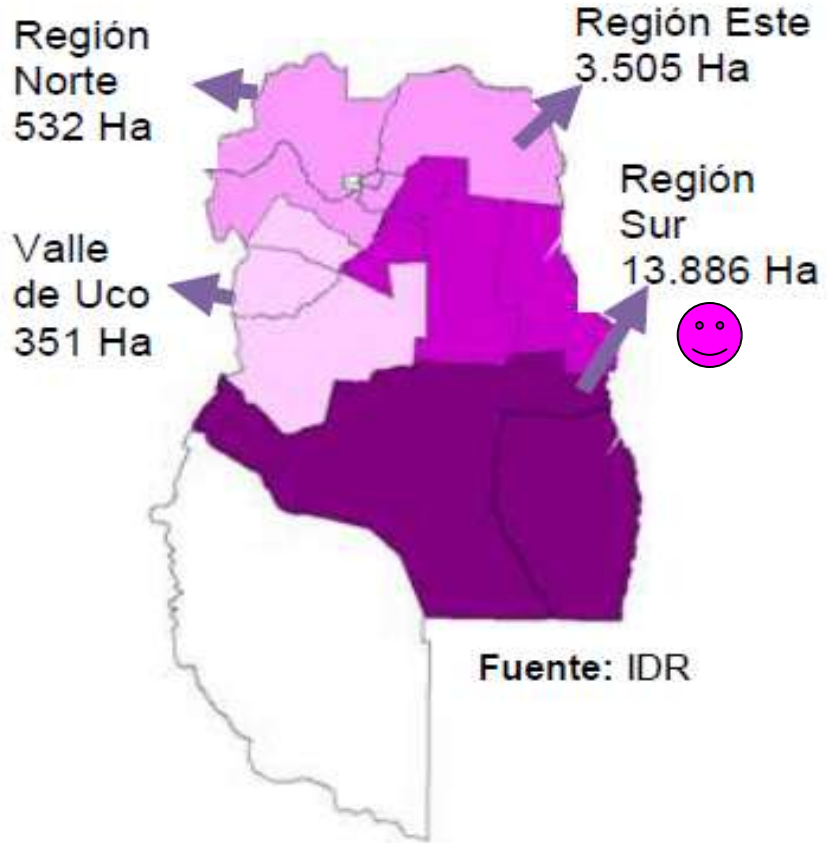 Región
Norte
532 Ha
Región Este
3.505 Ha
Región
Sur
13.886 Ha
Valle
de Uco
351 Ha
Fuente: IDR